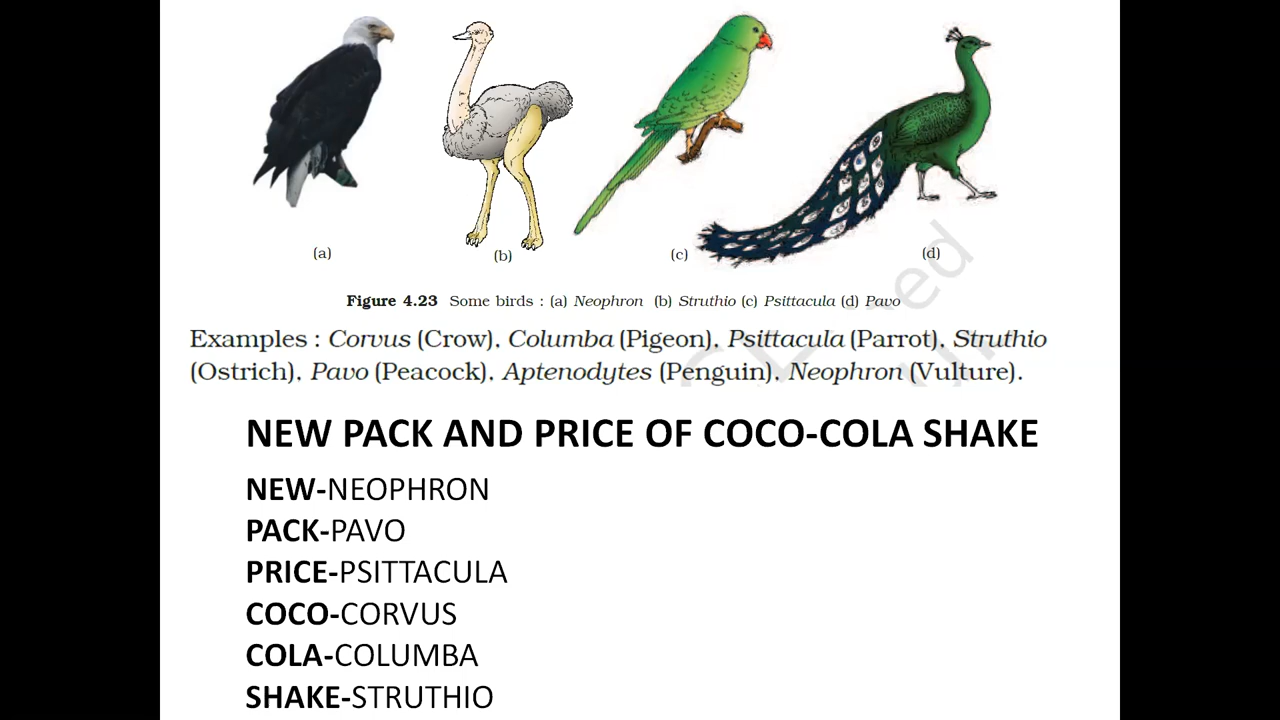 (a)
(b)
(c)
(d)
Figure 4.23 Some birds : (a) Neophron (b) Struthio (c) Psittacula (d) Pavo
Examples : Corvus (Crow), Columba (Pigeon), Psittacula (Parrot), Struthio
(Ostrich), Pavo (Peacock), Aptenodytes (Penguin), Neophron (Vulture).
NEW PACK AND PRICE OF COCO-COLA SHAKE
NEW-NEOPHRON
PACK-PAVO
PRICE-PSITTACULA
COCO-CORVUS
COLA-COLUMBA
SHAKE-STRUTHIO